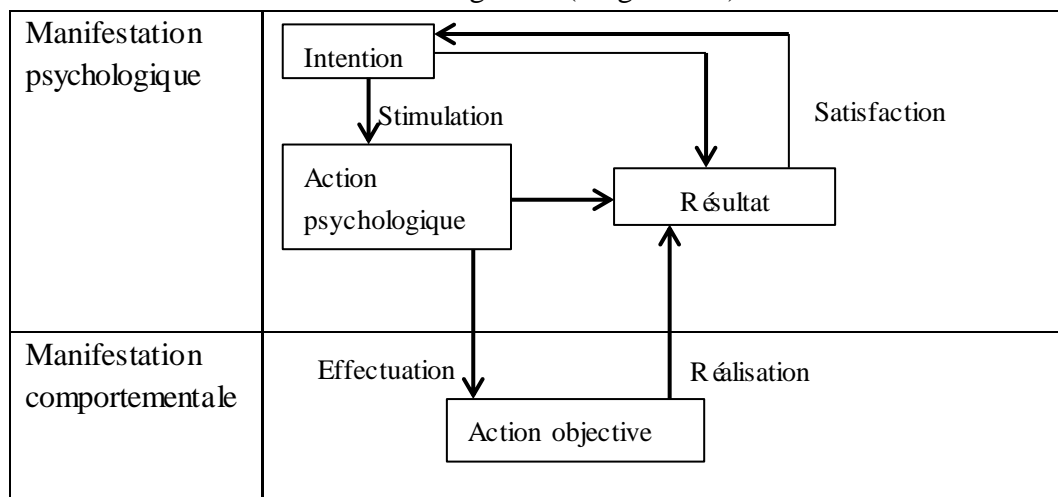 Manifestation
psychologique
Intention
Stimulation
Satisfaction
Action
psychologique
Résultat
Manifestation
comportementale
Effectuation
Réalisation
Action objective